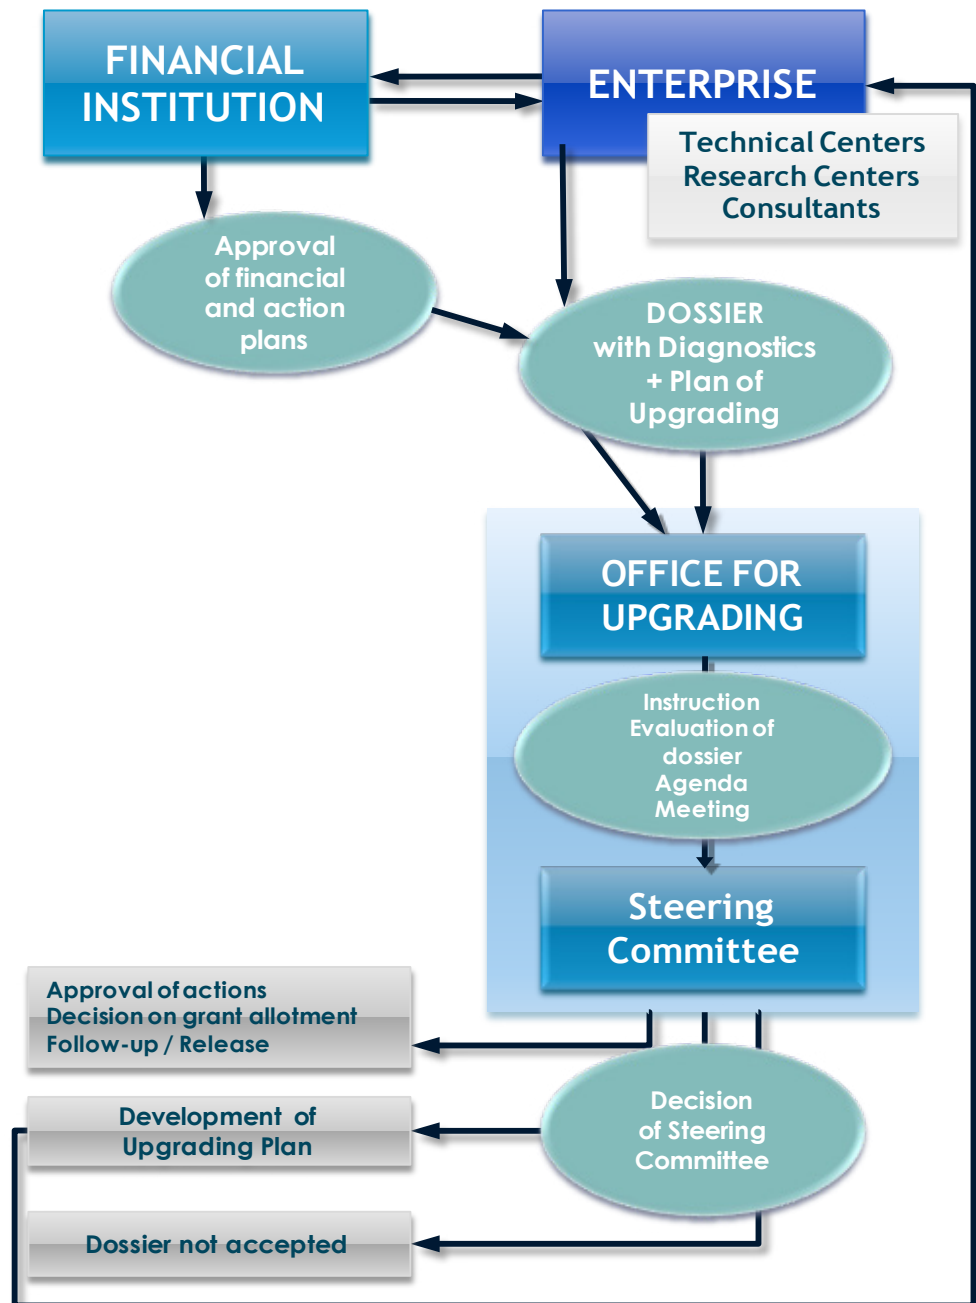 FINANCIAL
INSTITUTION
ENTERPRISE
Technical Centers
Research Centers
Consultants
Approval
of financial
and action
plans
DOSSIER
with Diagnostics
+ Plan of
Upgrading
OFFICE FOR
UPGRADING
Instruction
Evaluation of
dossier
Agenda
Meeting
Steering
Committee
Approval of actions
Decision on grant allotment
Follow-up / Release
Development of
Upgrading Plan
Decision
of Steering
Committee
Dossier not accepted